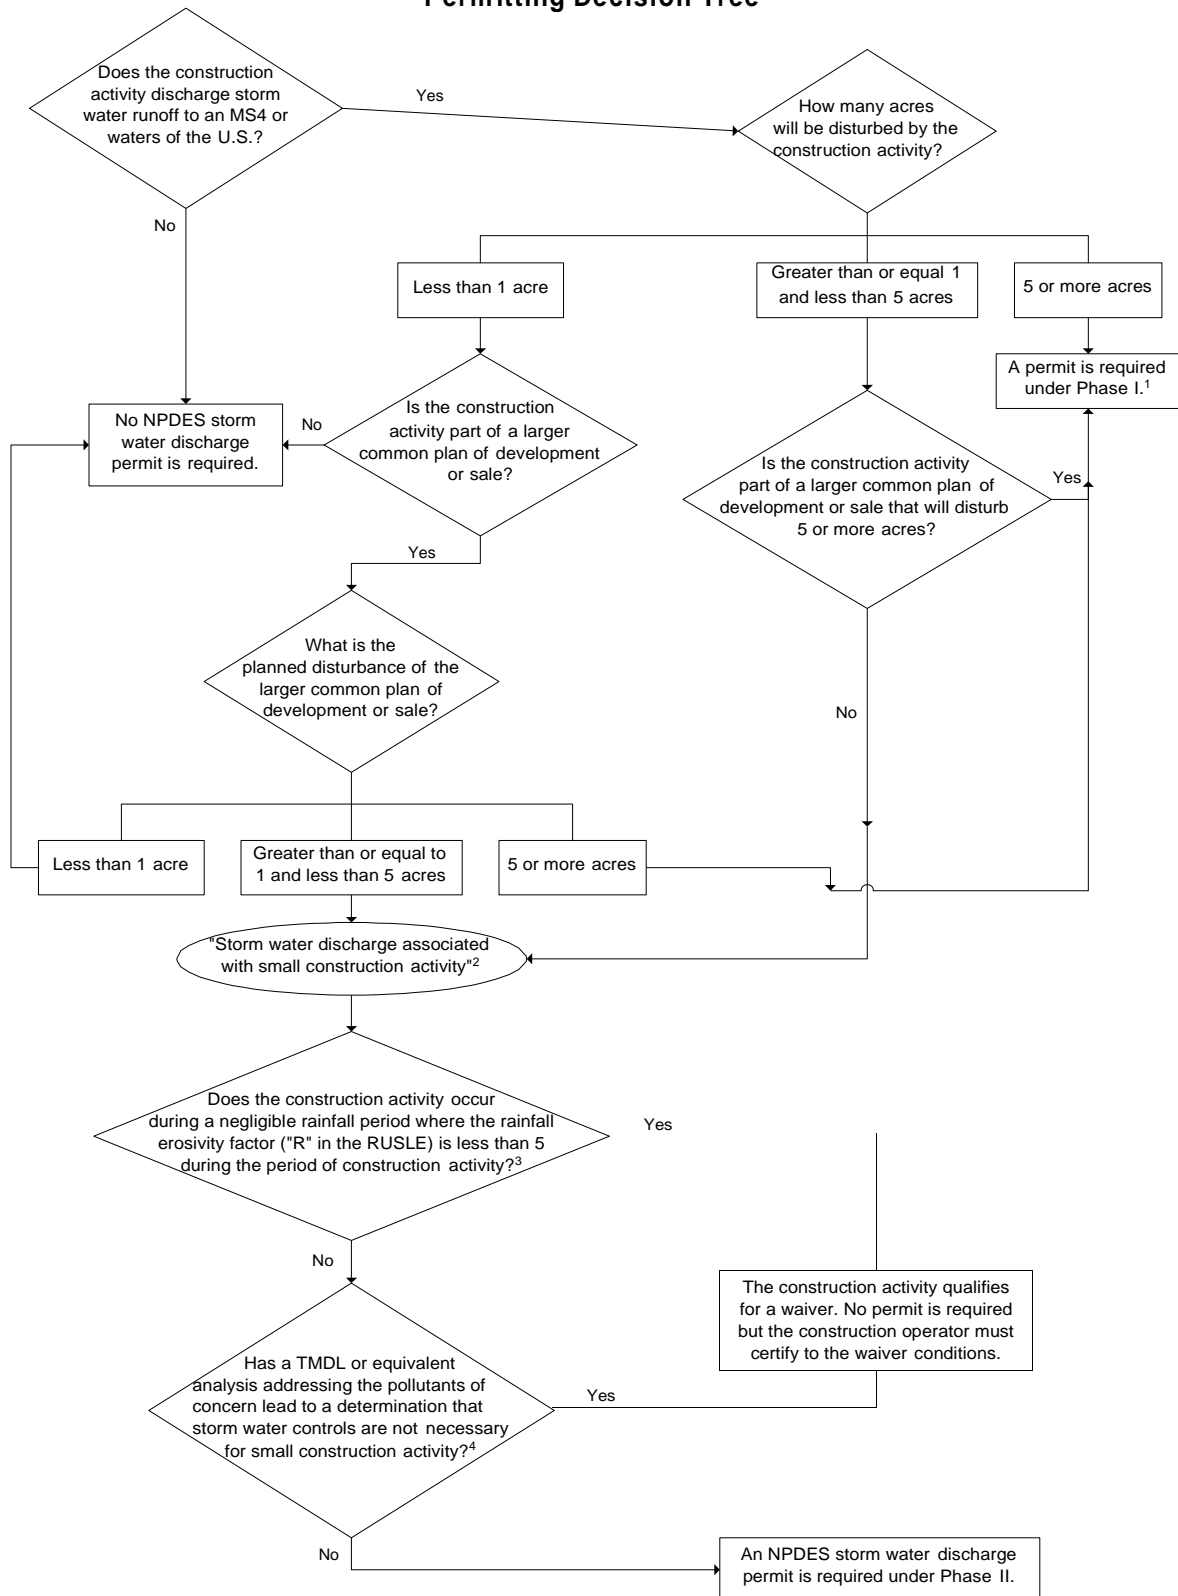 Permitting Decision Tree
Does the construction
activity discharge storm
water runoff to an MS4 or
waters of the U.S.?
Yes
How many acres
will be disturbed by the
construction activity?
No
Less than 1 acre
Greater than or equal 1
and less than 5 acres
5 or more acres
A permit is required
under Phase I.1
No NPDES storm
water discharge
permit is required.
No
Is the construction
activity part of a larger
common plan of development
or sale?
Is the construction activity
part of a larger common plan of
development or sale that will disturb
5 or more acres?
Yes
Yes
What is the
planned disturbance of the
larger common plan of
development or sale?
No
Less than 1 acre
Greater than or equal to
1 and less than 5 acres
5 or more acres
"Storm water discharge associated
with small construction activity"2
Does the construction activity occur
during a negligible rainfall period where the rainfall
erosivity factor ("R" in the RUSLE) is less than 5
during the period of construction activity?3
Yes
No
The construction activity qualifies
for a waiver. No permit is required
but the construction operator must
certify to the waiver conditions.
Has a TMDL or equivalent
analysis addressing the pollutants of
concern lead to a determination that
storm water controls are not necessary
for small construction activity?4
Yes
No
An NPDES storm water discharge
permit is required under Phase II.